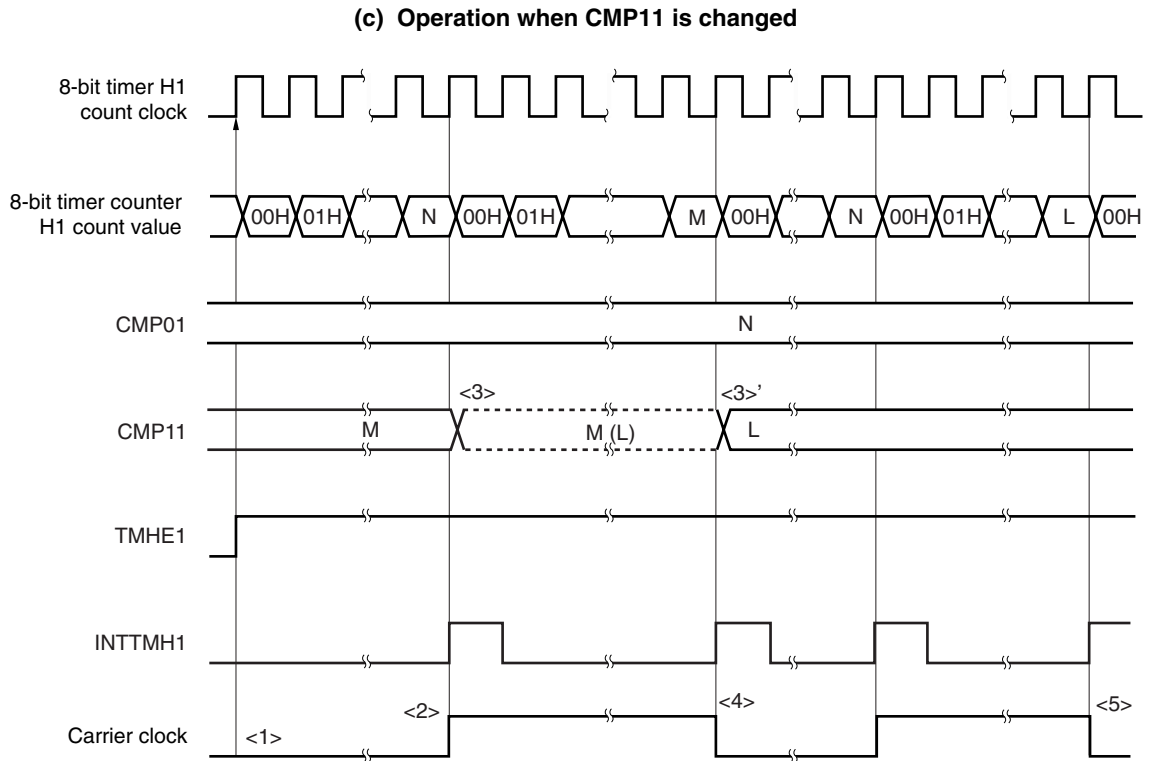 (c) Operation when CMP11 is changed
8-bit timer H1
count clock
8-bit timer counter
H1 count value
00H 01H N 00H 01H M 00H N 00H 01H L 00H
CMP01
N
<3> <3>’
CMP11
M M (L) L
TMHE1
INTTMH1
<2> <4> <5>
Carrier clock
<1>